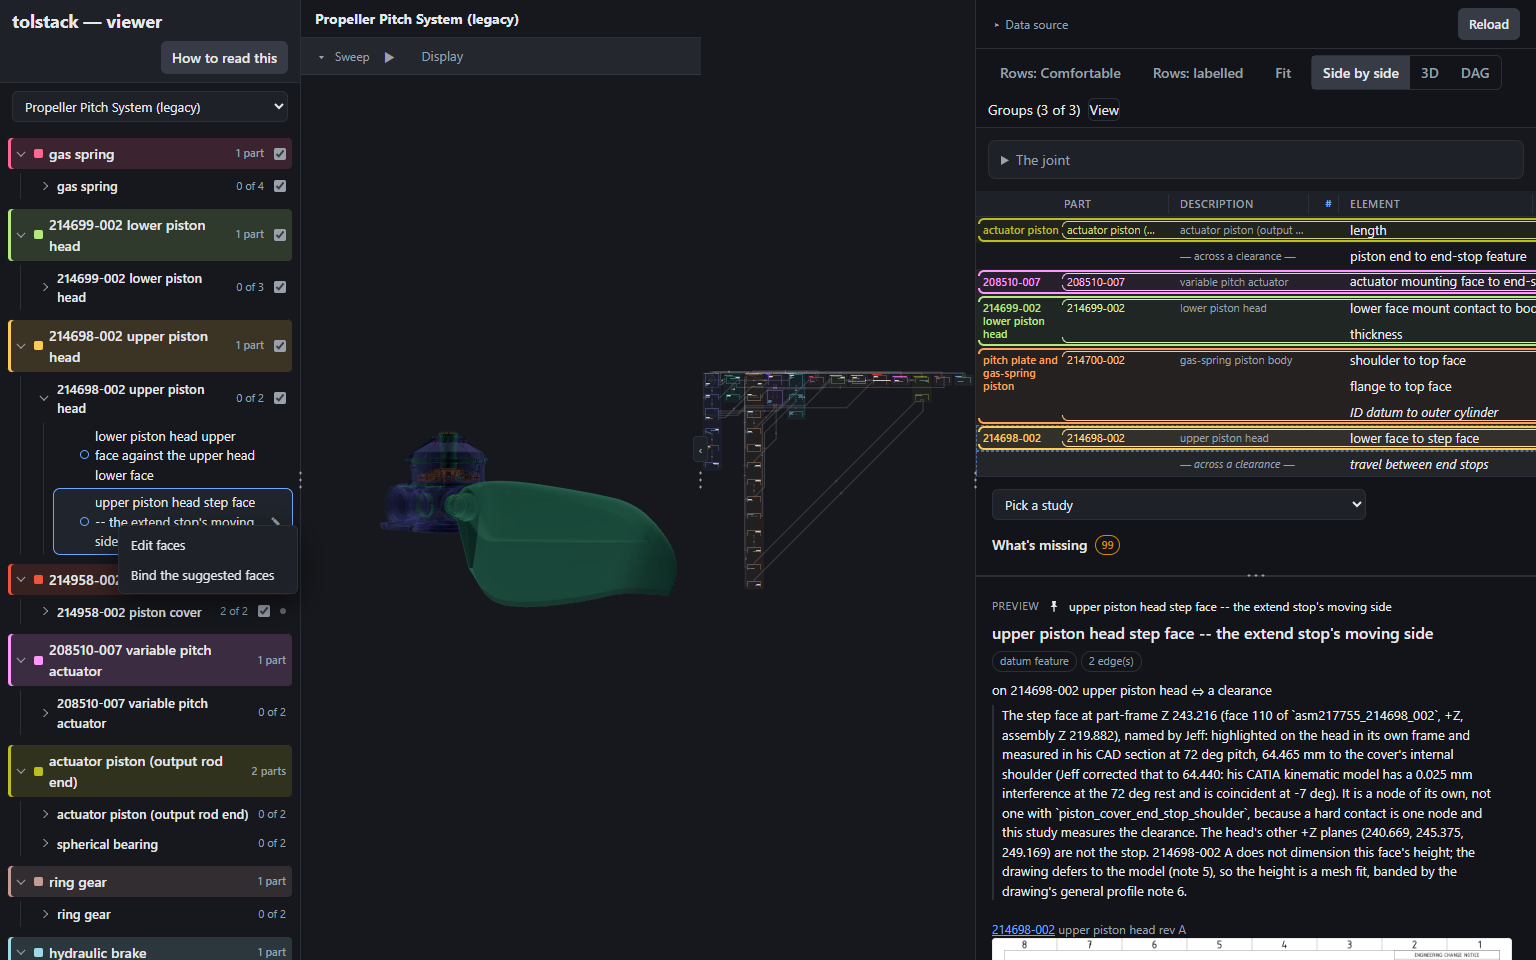 tolstack — viewer
How to read this
Propeller Pitch System (legacy)
gas spring
1 part
gas spring
0 of 4
214699-002 lower piston
head
1 part
214699-002 lower piston
head
0 of 3
214698-002 upper piston
head
1 part
214698-002 upper piston
head
0 of 2
lower piston head upper
face against the upper head
lower face
upper piston head step face
-- the extend stop's moving
side
Edit faces
Bind the suggested faces
214958-002
214958-002 piston cover
2 of 2
208510-007 variable pitch
actuator
1 part
208510-007 variable pitch
actuator
0 of 2
actuator piston (output rod
end)
2 parts
actuator piston (output rod end)
0 of 2
spherical bearing
0 of 2
ring gear
1 part
ring gear
0 of 2
hydraulic brake
1 part
Propeller Pitch System (legacy)
Sweep
Display
Data source
Reload
Rows: Comfortable
Rows: labelled
Fit
Side by side
3D
DAG
Groups (3 of 3)
View
The joint
PART
DESCRIPTION
#
ELEMENT
actuator piston
actuator piston (...
actuator piston (output ...
length
— across a clearance —
piston end to end-stop feature
208510-007
208510-007
variable pitch actuator
actuator mounting face to end-s
214699-002
lower piston
head
214699-002
lower piston head
lower face mount contact to boc
thickness
pitch plate and
gas-spring
piston
214700-002
gas-spring piston body
shoulder to top face
flange to top face
ID datum to outer cylinder
214698-002
214698-002
upper piston head
lower face to step face
— across a clearance —
travel between end stops
Pick a study
What's missing
99
PREVIEW
upper piston head step face -- the extend stop's moving side
upper piston head step face -- the extend stop's moving side
datum feature
2 edge(s)
on 214698-002 upper piston head ⇔ a clearance
The step face at part-frame Z 243.216 (face 110 of `asm217755_214698_002`, +Z,
assembly Z 219.882), named by Jeff: highlighted on the head in its own frame and
measured in his CAD section at 72 deg pitch, 64.465 mm to the cover's internal
shoulder (Jeff corrected that to 64.440: his CATIA kinematic model has a 0.025 mm
interference at the 72 deg rest and is coincident at -7 deg). It is a node of its own, not
one with `piston_cover_end_stop_shoulder`, because a hard contact is one node and
this study measures the clearance. The head's other +Z planes (240.669, 245.375,
249.169) are not the stop. 214698-002 A does not dimension this face's height; the
drawing defers to the model (note 5), so the height is a mesh fit, banded by the
drawing's general profile note 6.
214698-002 upper piston head rev A
8
7
6
5
4
3
2
1
ENGINEERING CHANGE NOTICE